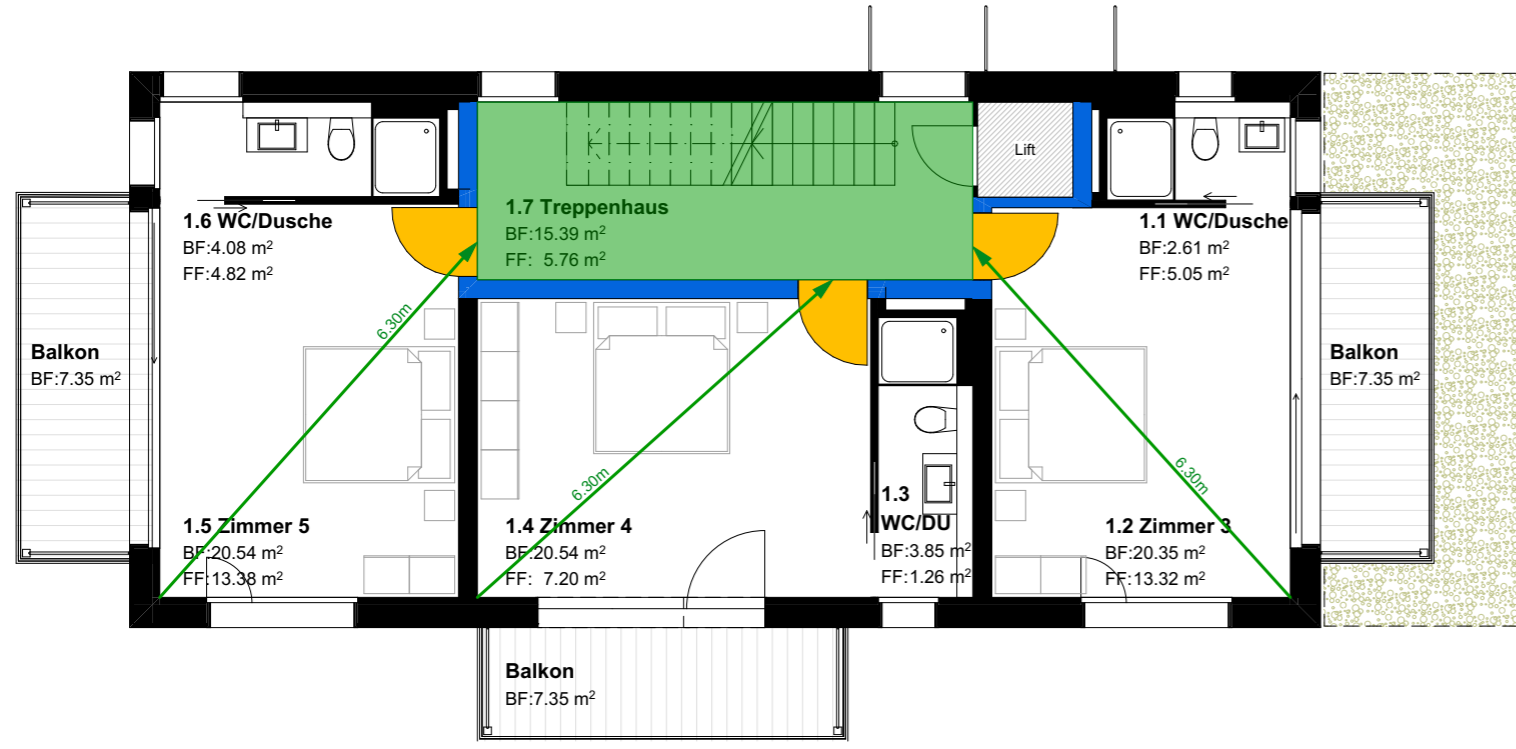 Lift
1.6 WC/Dusche
BF:4.08 m²
FF:4.82 m²
1.7 Treppenhaus
BF:15.39 m²
FF: 5.76 m²
1.1 WC/Dusche
BF:2.61 m²
FF:5.05 m²
6.30m
Balkon
BF:7.35 m²
Balkon
BF:7.35 m²
6.30m
6.30m
1.5 Zimmer 5
BF:20.54 m²
FF:13.38 m²
1.4 Zimmer 4
BF:20.54 m²
FF: 7.20 m²
1.3
WC/DU
BF:3.85 m²
FF:1.26 m²
1.2 Zimmer 3
BF:20.35 m²
FF:13.32 m²
Balkon
BF:7.35 m²